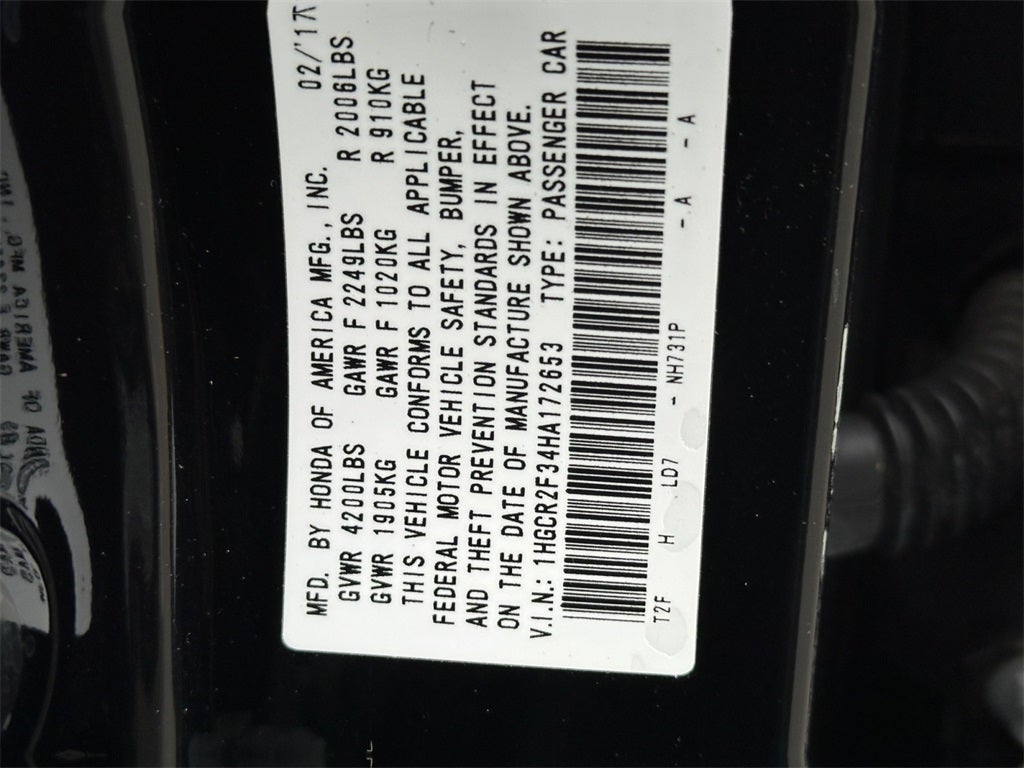 MFD. BY HONDA OF AMERICA MFG., INC. 02/'17
GVWR 4200LBS GAWR F 2249LBS R 2006LBS
GVWR 1905KG GAWR F 1020KG R 910KG
THIS VEHICLE CONFORMS TO ALL APPLICABLE
FEDERAL MOTOR VEHICLE SAFETY, BUMPER,
AND THEFT PREVENTION STANDARDS IN EFFECT
ON THE DATE OF MANUFACTURE SHOWN ABOVE.
V.I.N.: 1HGCR2F34HA172653 TYPE: PASSENGER CAR
T2F H LD7 - NH731P - A - A